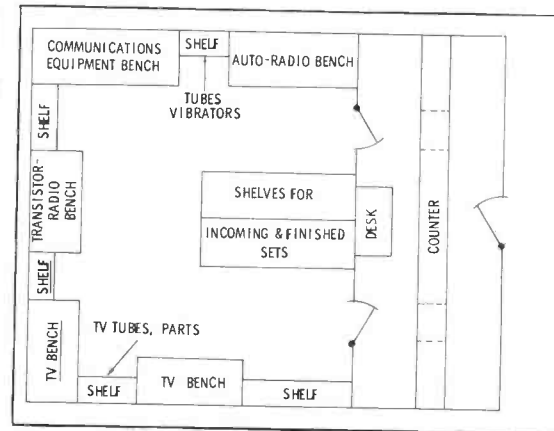 COMMUNICATIONS
EQUIPMENT BENCH
SHELF
AUTO-RADIO BENCH
TUBES
VIBRATORS
SHELF
TRANSISTOR-
RADIO
BENCH
SHELVES FOR
INCOMING & FINISHED
SETS
DESK
COUNTER
SHELF
TV BENCH
TV TUBES, PARTS
SHELF
TV BENCH
SHELF